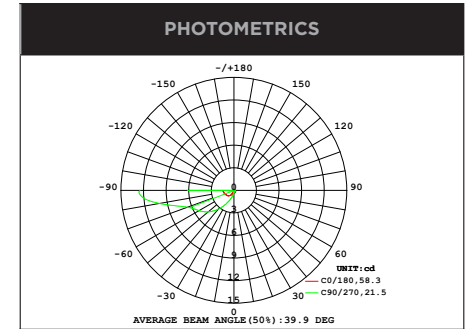 PHOTOMETRICS
-/+180
-150 150
-120 120
-90 0 90
3
6
-60 9 60
UNIT:cd
12 C0/180,58.3
-30 15 30 C90/270,21.5
0
AVERAGE BEAM ANGLE(50%):39.9 DEG